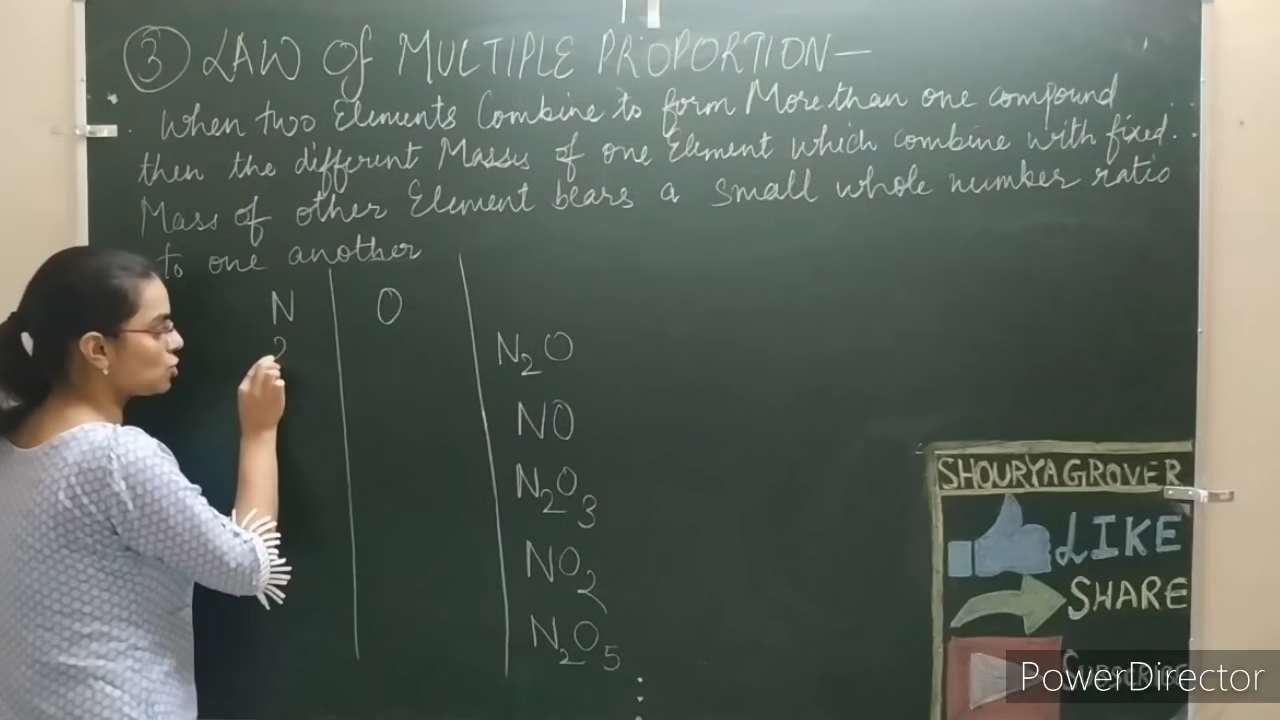 ③ LAW Of MULTIPLE PROPORTION—
When two Elements Combine to form More than one compound
then the different Masses of one Element which combine with fixed
Mass of other Element bears a small whole number ratio
to one another
N O
2
N₂O
NO
N₂O₃
NO₂
N₂O₅
SHOURYAGROVER
LIKE
SHARE
SUBSCRIBE
PowerDirector